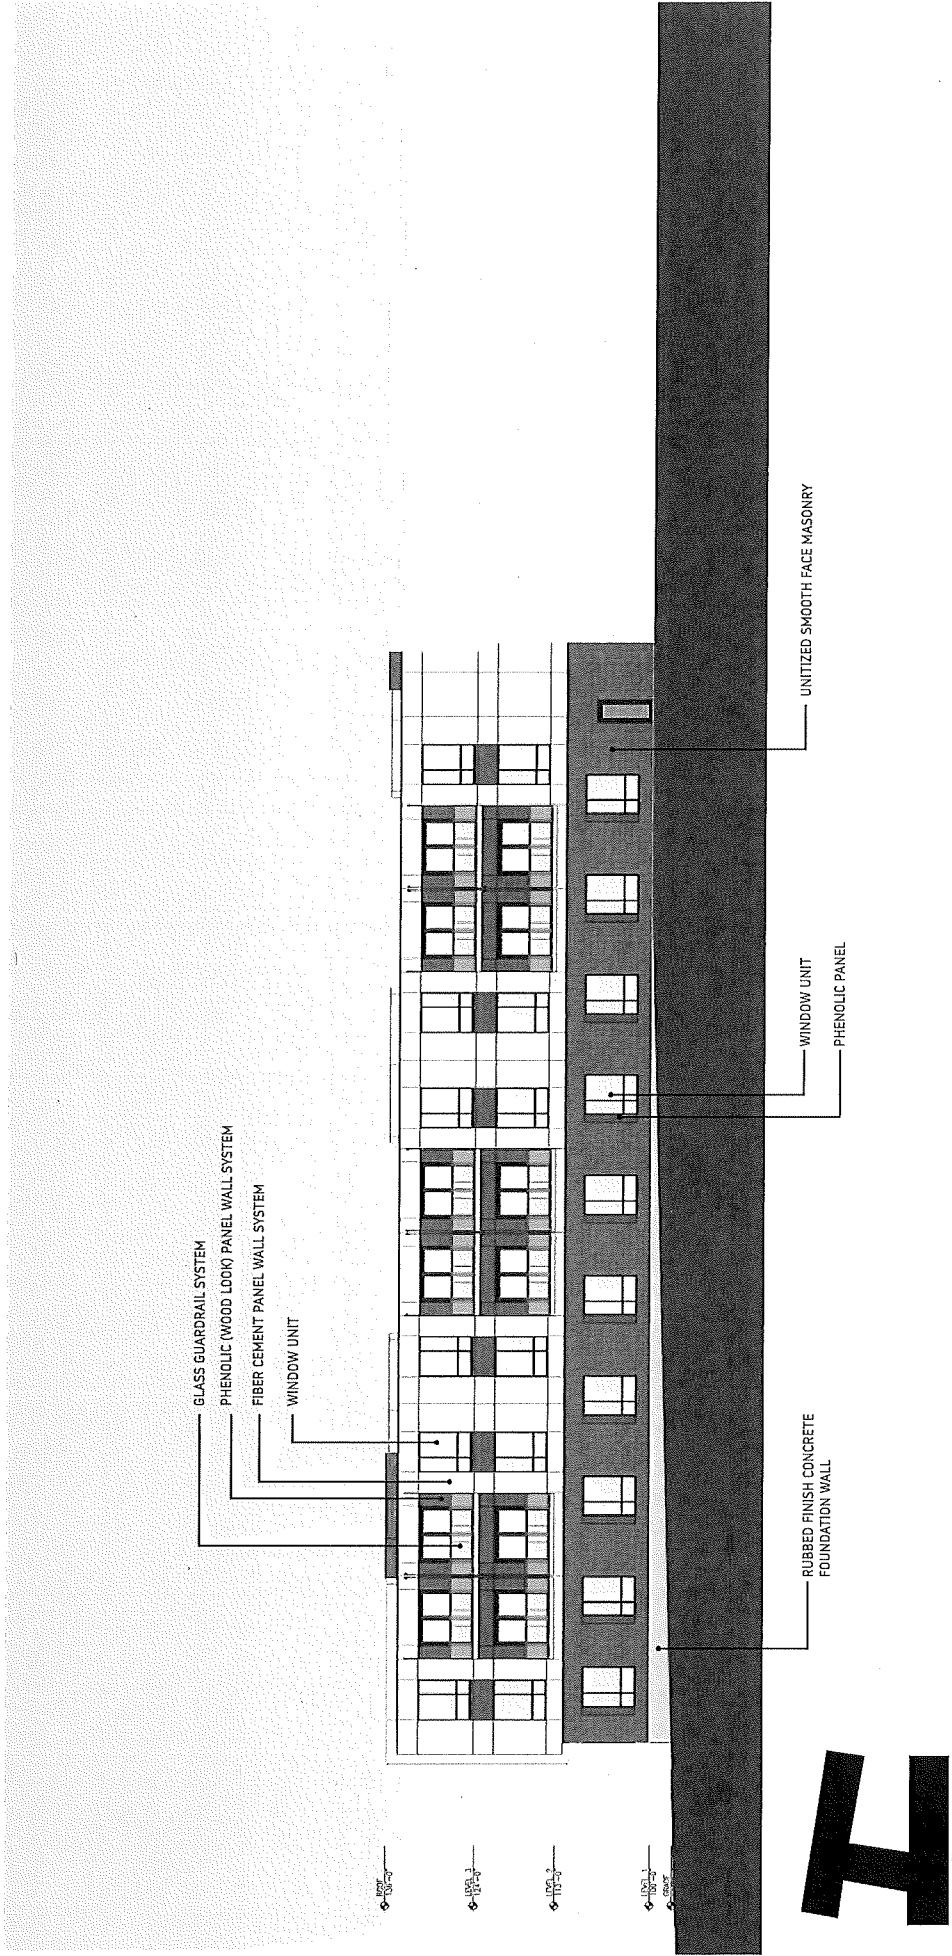 GLASS GUARDRAIL SYSTEM
PHENOLIC (WOOD LOOK) PANEL WALL SYSTEM
FIBER CEMENT PANEL WALL SYSTEM
WINDOW UNIT
ROOF
LEVEL 3
LEVEL 2
LEVEL 1
GRADE
RUBBED FINISH CONCRETE
FOUNDATION WALL
WINDOW UNIT
PHENOLIC PANEL
UNITIZED SMOOTH FACE MASONRY